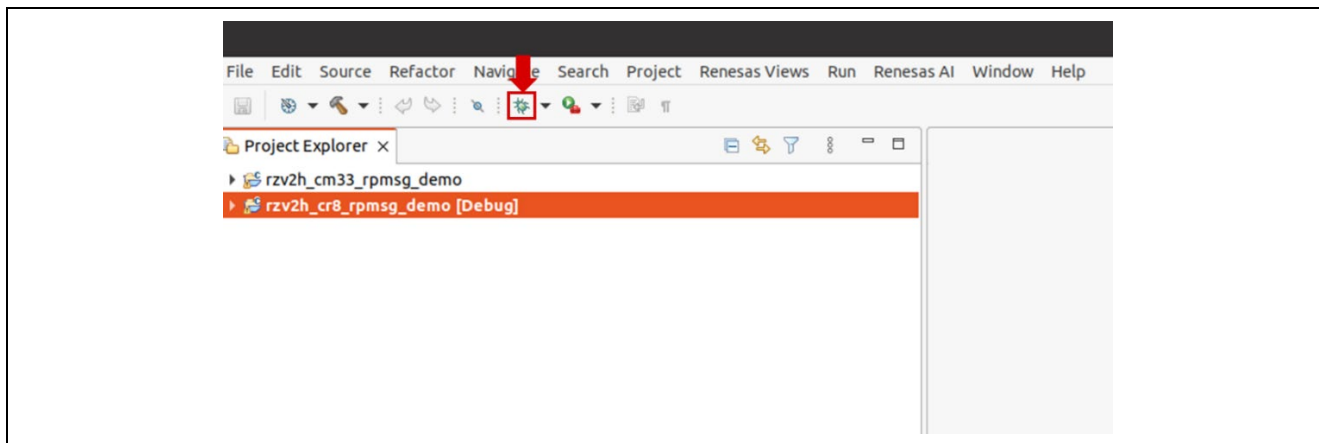 File Edit Source Refactor Navigate Search Project Renesas Views Run Renesas AI Window Help
Project Explorer
rzv2h_cm33_rpmsg_demo
rzv2h_cr8_rpmsg_demo [Debug]